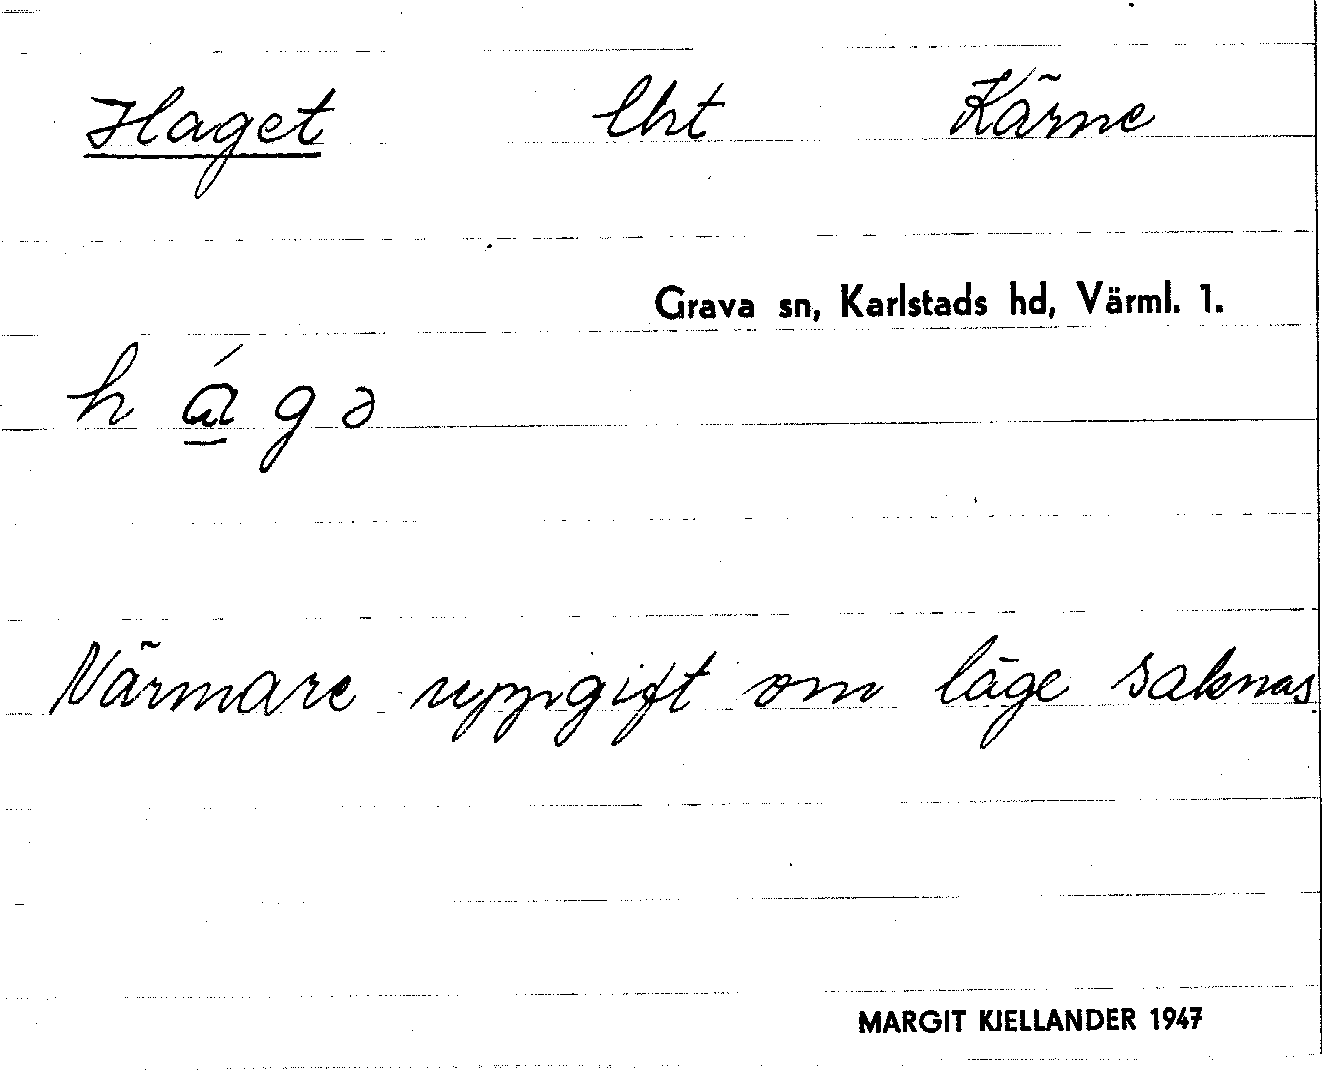 Haget lht Kärne
Grava sn, Karlstads hd, Värml. 1.
h á̱ g ə
Närmare uppgift om läge saknas
MARGIT KJELLANDER 1947